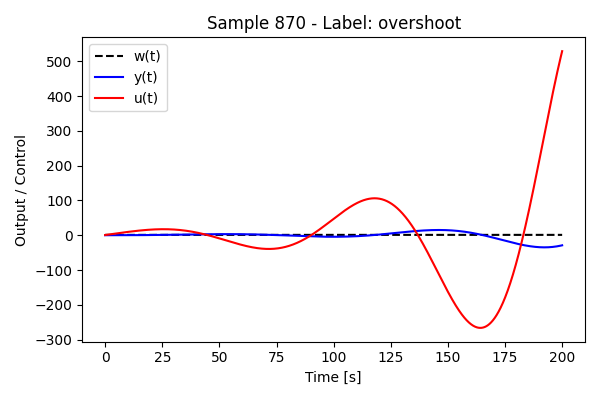 Sample 870 - Label: overshoot
w(t)
y(t)
u(t)
500
400
300
200
100
0
−100
−200
−300
Output / Control
0 25 50 75 100 125 150 175 200
Time [s]